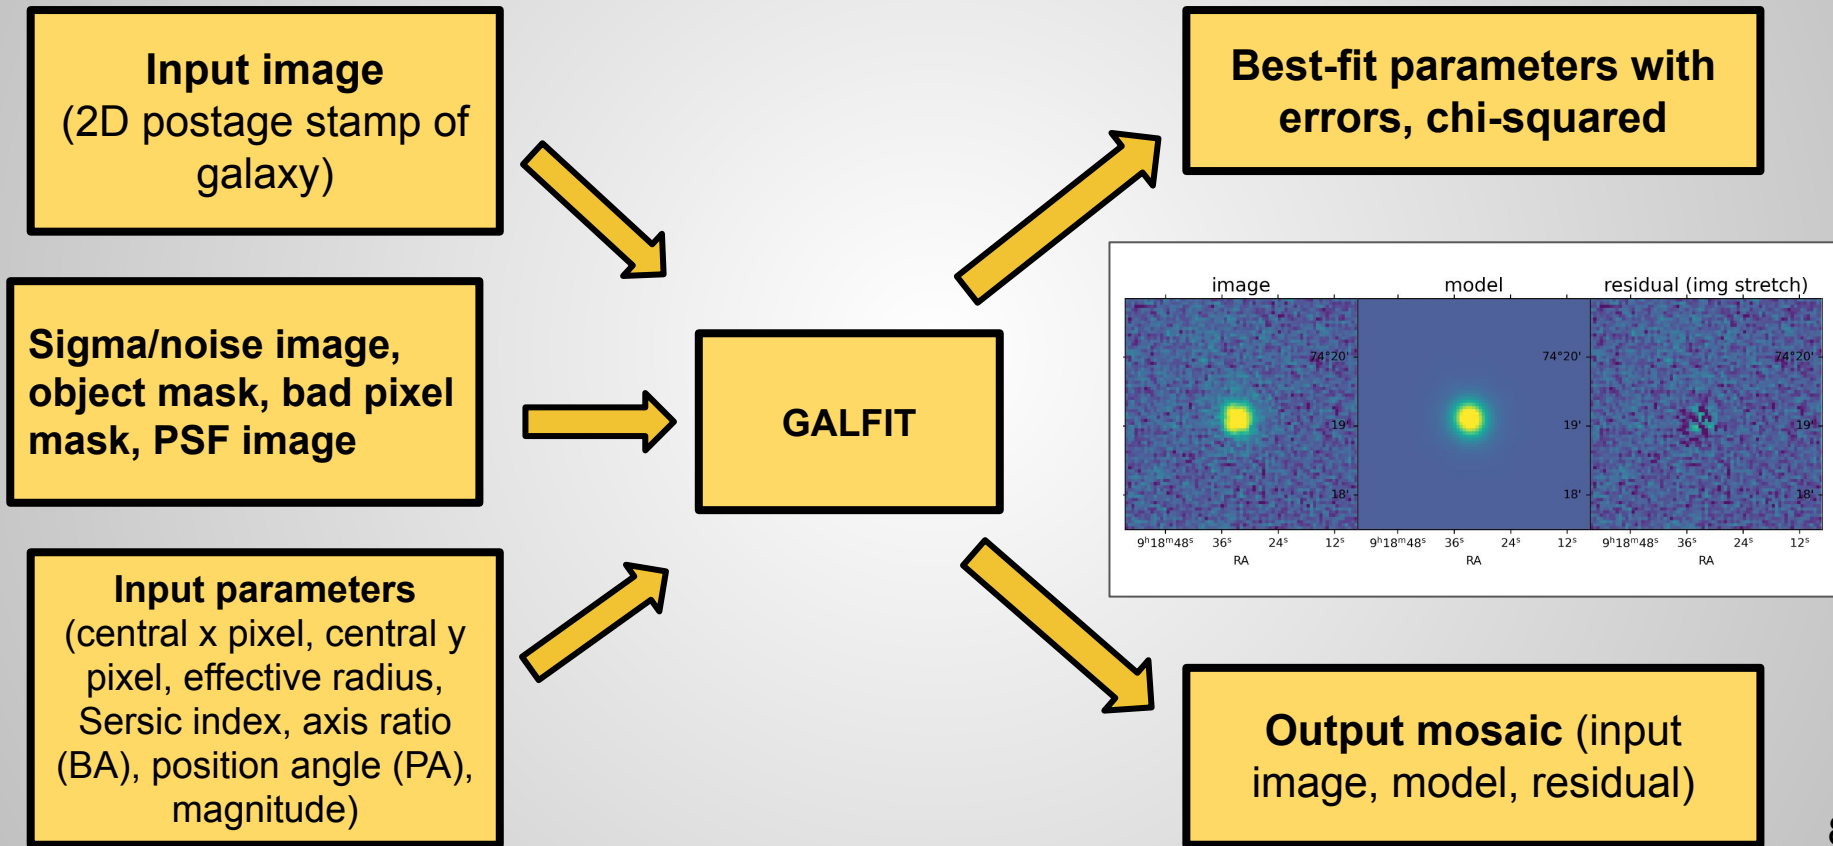 Input image
(2D postage stamp of
galaxy)
Sigma/noise image,
object mask, bad pixel
mask, PSF image
Input parameters
(central x pixel, central y
pixel, effective radius,
Sersic index, axis ratio
(BA), position angle (PA),
magnitude)
GALFIT
Best-fit parameters with
errors, chi-squared
image model residual (img stretch)
74°20' 74°20' 74°20'
19' 19' 19'
18' 18' 18'
9ʰ18ᵐ48ˢ 36ˢ 24ˢ 12ˢ 9ʰ18ᵐ48ˢ 36ˢ 24ˢ 12ˢ 9ʰ18ᵐ48ˢ 36ˢ 24ˢ 12ˢ
RA RA RA
Output mosaic (input
image, model, residual)